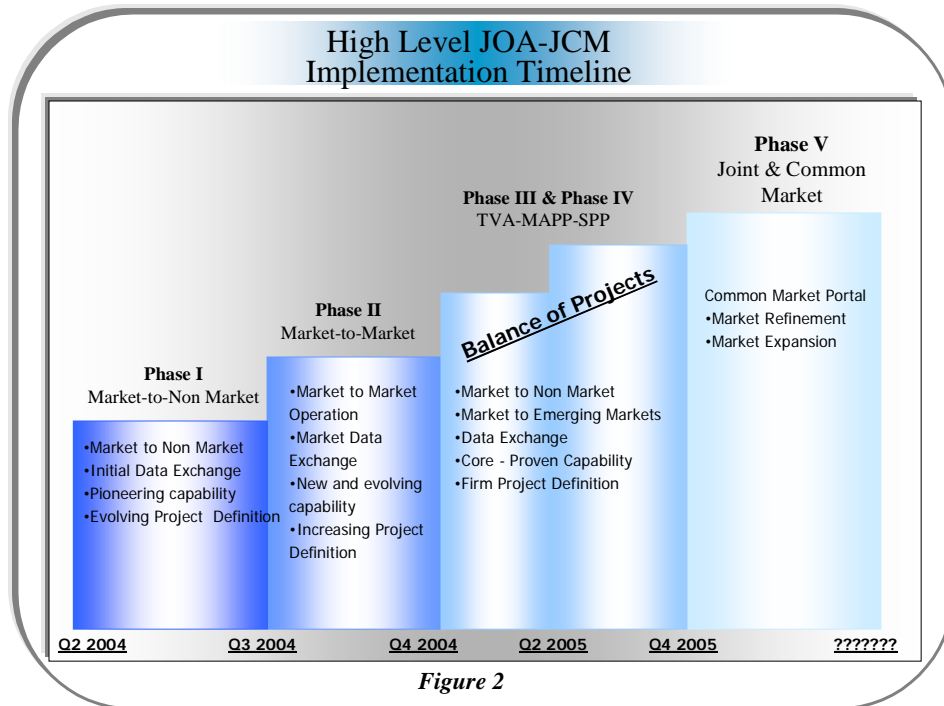 High Level JOA-JCM
Implementation Timeline
Phase V
Joint & Common
Market
Phase III & Phase IV
TVA-MAPP-SPP
Phase II
Market-to-Market
Phase I
Market-to-Non Market
•Market to Non Market
•Initial Data Exchange
•Pioneering capability
•Evolving Project Definition
•Market to Market
Operation
•Market Data
Exchange
•New and evolving
capability
•Increasing Project
Definition
Balance of Projects
•Market to Non Market
•Market to Emerging Markets
•Data Exchange
•Core - Proven Capability
•Firm Project Definition
Common Market Portal
•Market Refinement
•Market Expansion
Q2 2004
Q3 2004
Q4 2004
Q2 2005
Q4 2005
???????
Figure 2